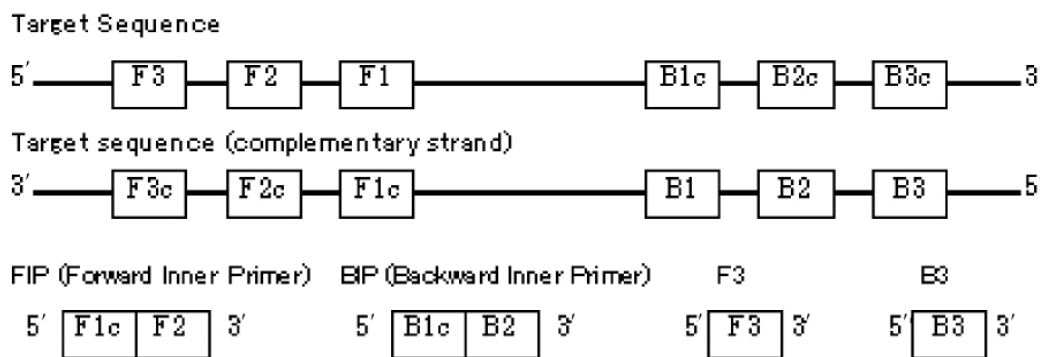 Target Sequence
5′ F3 F2 F1 B1c B2c B3c 3′
Target sequence (complementary strand)
3′ F3c F2c F1c B1 B2 B3 5′
FIP (Forward Inner Primer) BIP (Backward Inner Primer) F3 B3
5′ F1c F2 3′ 5′ B1c B2 3′ 5′ F3 3′ 5′ B3 3′